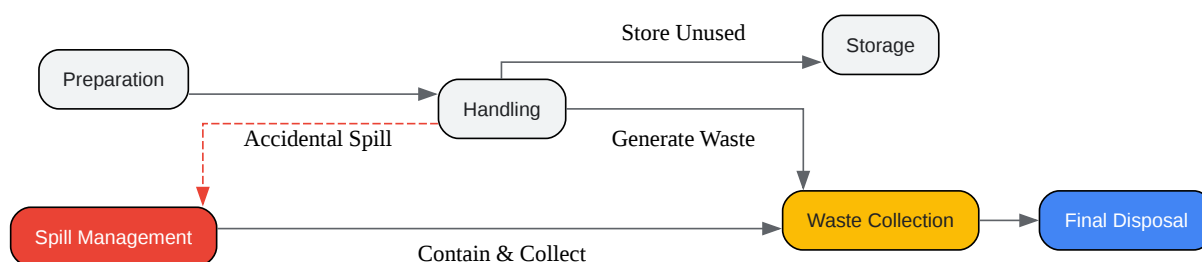 Store Unused
Storage
Preparation
Handling
Accidental Spill
Generate Waste
Waste Collection
Final Disposal
Spill Management
Contain & Collect